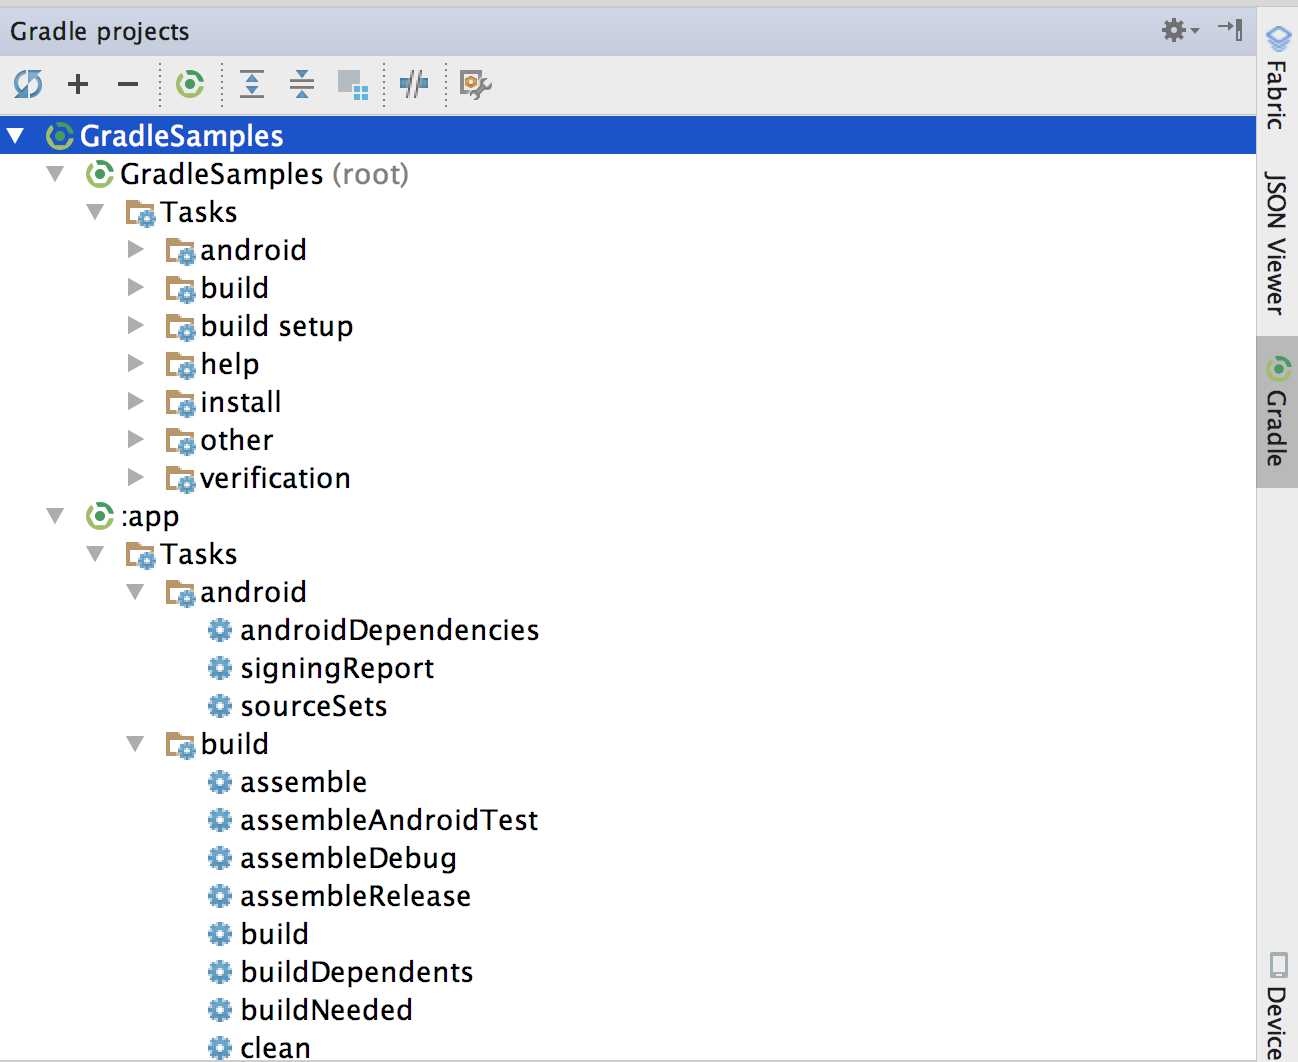 Gradle projects
GradleSamples
GradleSamples (root)
Tasks
android
build
build setup
help
install
other
verification
:app
Tasks
android
androidDependencies
signingReport
sourceSets
build
assemble
assembleAndroidTest
assembleDebug
assembleRelease
build
buildDependents
buildNeeded
clean
Fabric
JSON Viewer
Gradle
Device